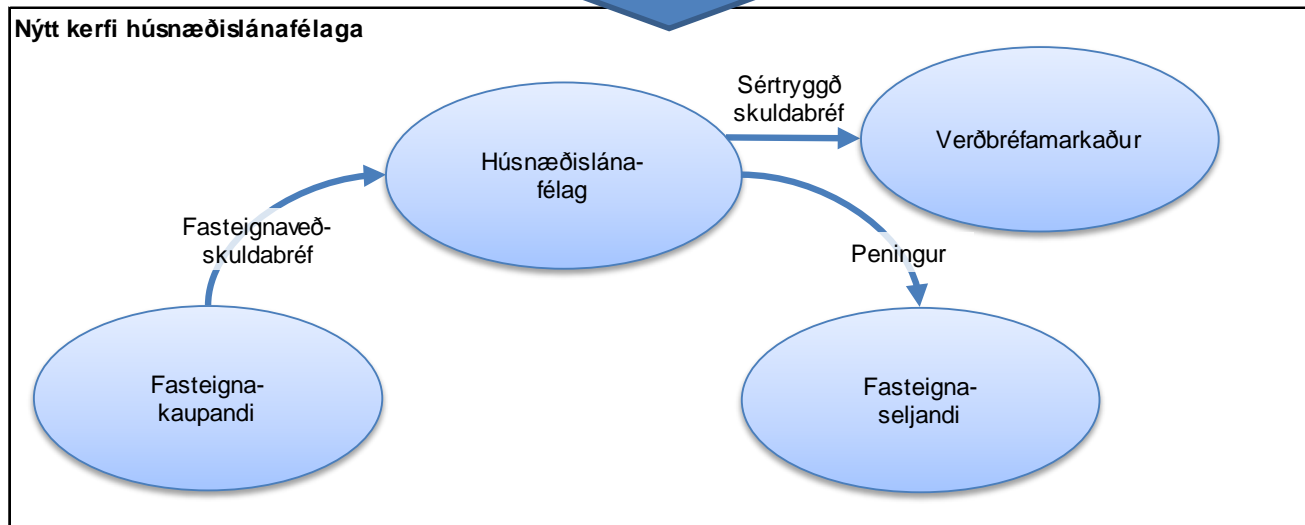 Nýtt kerfi húsnæðislánafélaga
Sértryggð
skuldabréf
Verðbréfamarkaður
Húsnæðislána-
félag
Fasteignaveð-
skuldabréf
Peningur
Fasteigna-
kaupandi
Fasteigna-
seljandi